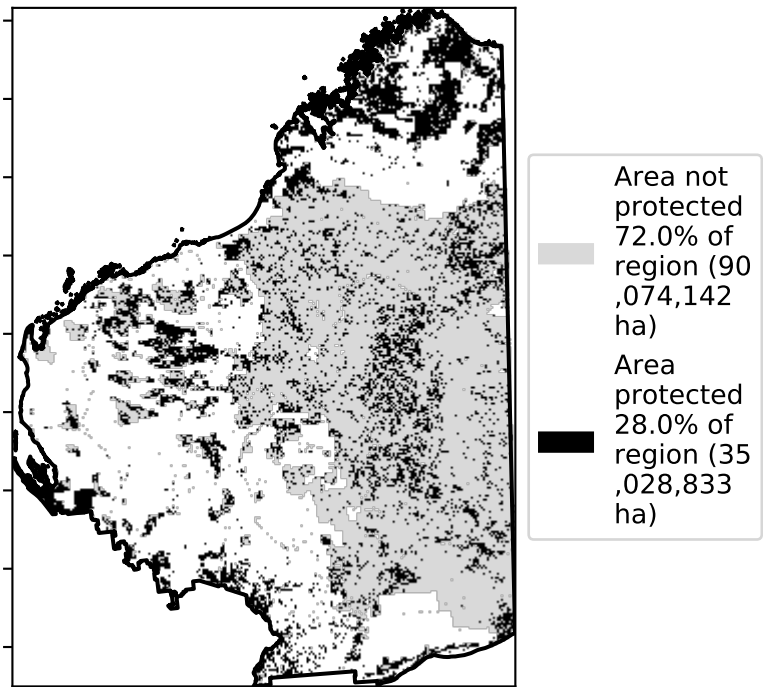 Area not
protected
72.0% of
region (90
,074,142
ha)
Area
protected
28.0% of
region (35
,028,833
ha)